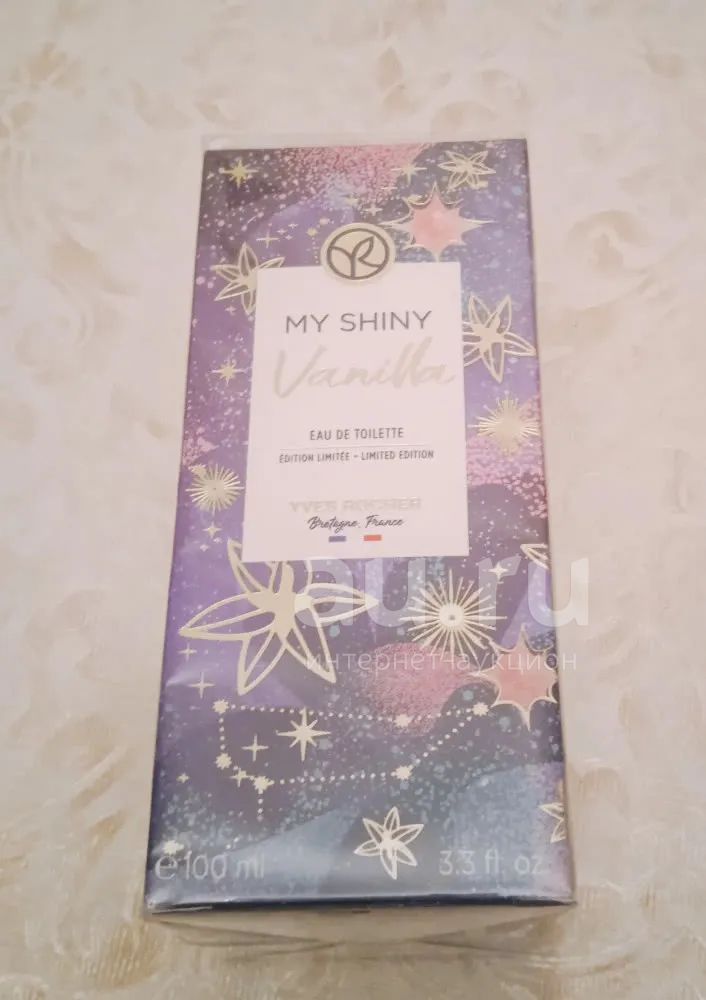 MY SHINY
Vanilla
EAU DE TOILETTE
ÉDITION LIMITÉE - LIMITED EDITION
YVES ROCHER
Bretagne, France
au.ru
интернет-аукцион
e 100 ml
3.3 fl. oz